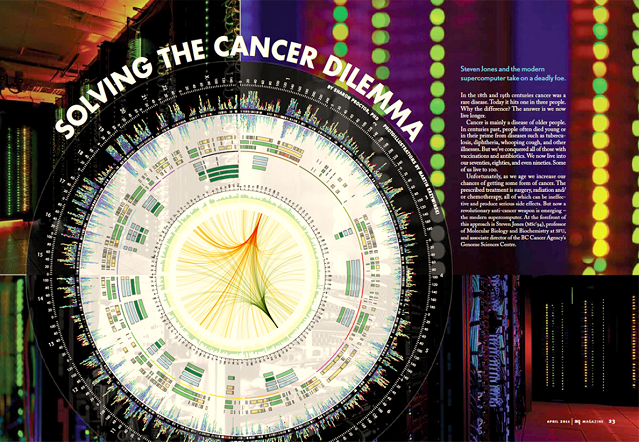 SOLVING THE CANCER DILEMMA
BY SHARON PROCTOR, PHD
Steven Jones and the modern
supercomputer take on a deadly foe.
In the 18th and 19th centuries cancer was a
rare disease. Today it hits one in three people.
Why the difference? The answer is we now
live longer.
Cancer is mainly a disease of older people.
In centuries past, people often died young or
in their prime from diseases such as tubercu-
losis, diphtheria, whooping cough, and other
illnesses. But we've conquered all of those with
vaccinations and antibiotics. We now live into
our seventies, eighties, and even nineties. Some
of us live to 100.
Unfortunately, as we age we increase our
chances of getting some form of cancer. The
prescribed treatment is surgery, radiation and/
or chemotherapy, all of which can be ineffec-
tive and produce serious side effects. But now a
revolutionary anti-cancer weapon is emerging –
the modern supercomputer. At the forefront of
this approach is Steven Jones (MSc'94), professor
of Molecular Biology and Biochemistry at SFU,
and associate director of the BC Cancer Agency's
Genome Sciences Centre.
15
14
13
APRIL 2011 | aq MAGAZINE 23